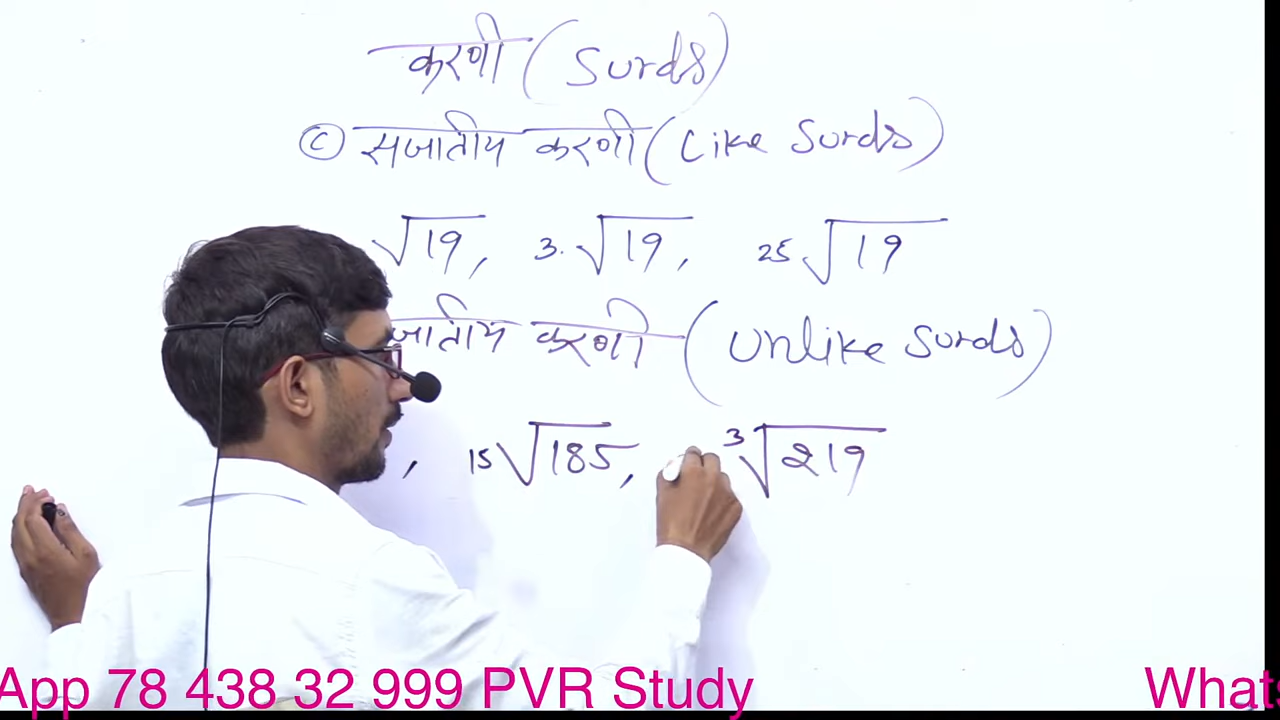 करणी (Surds)
(C) सजातीय करणी (Like Surds)
√19, 3.√19, 25√19
जातीय करणी (Unlike Surds)
, 15√185, ³√219
App 78 438 32 999 PVR Study Whats